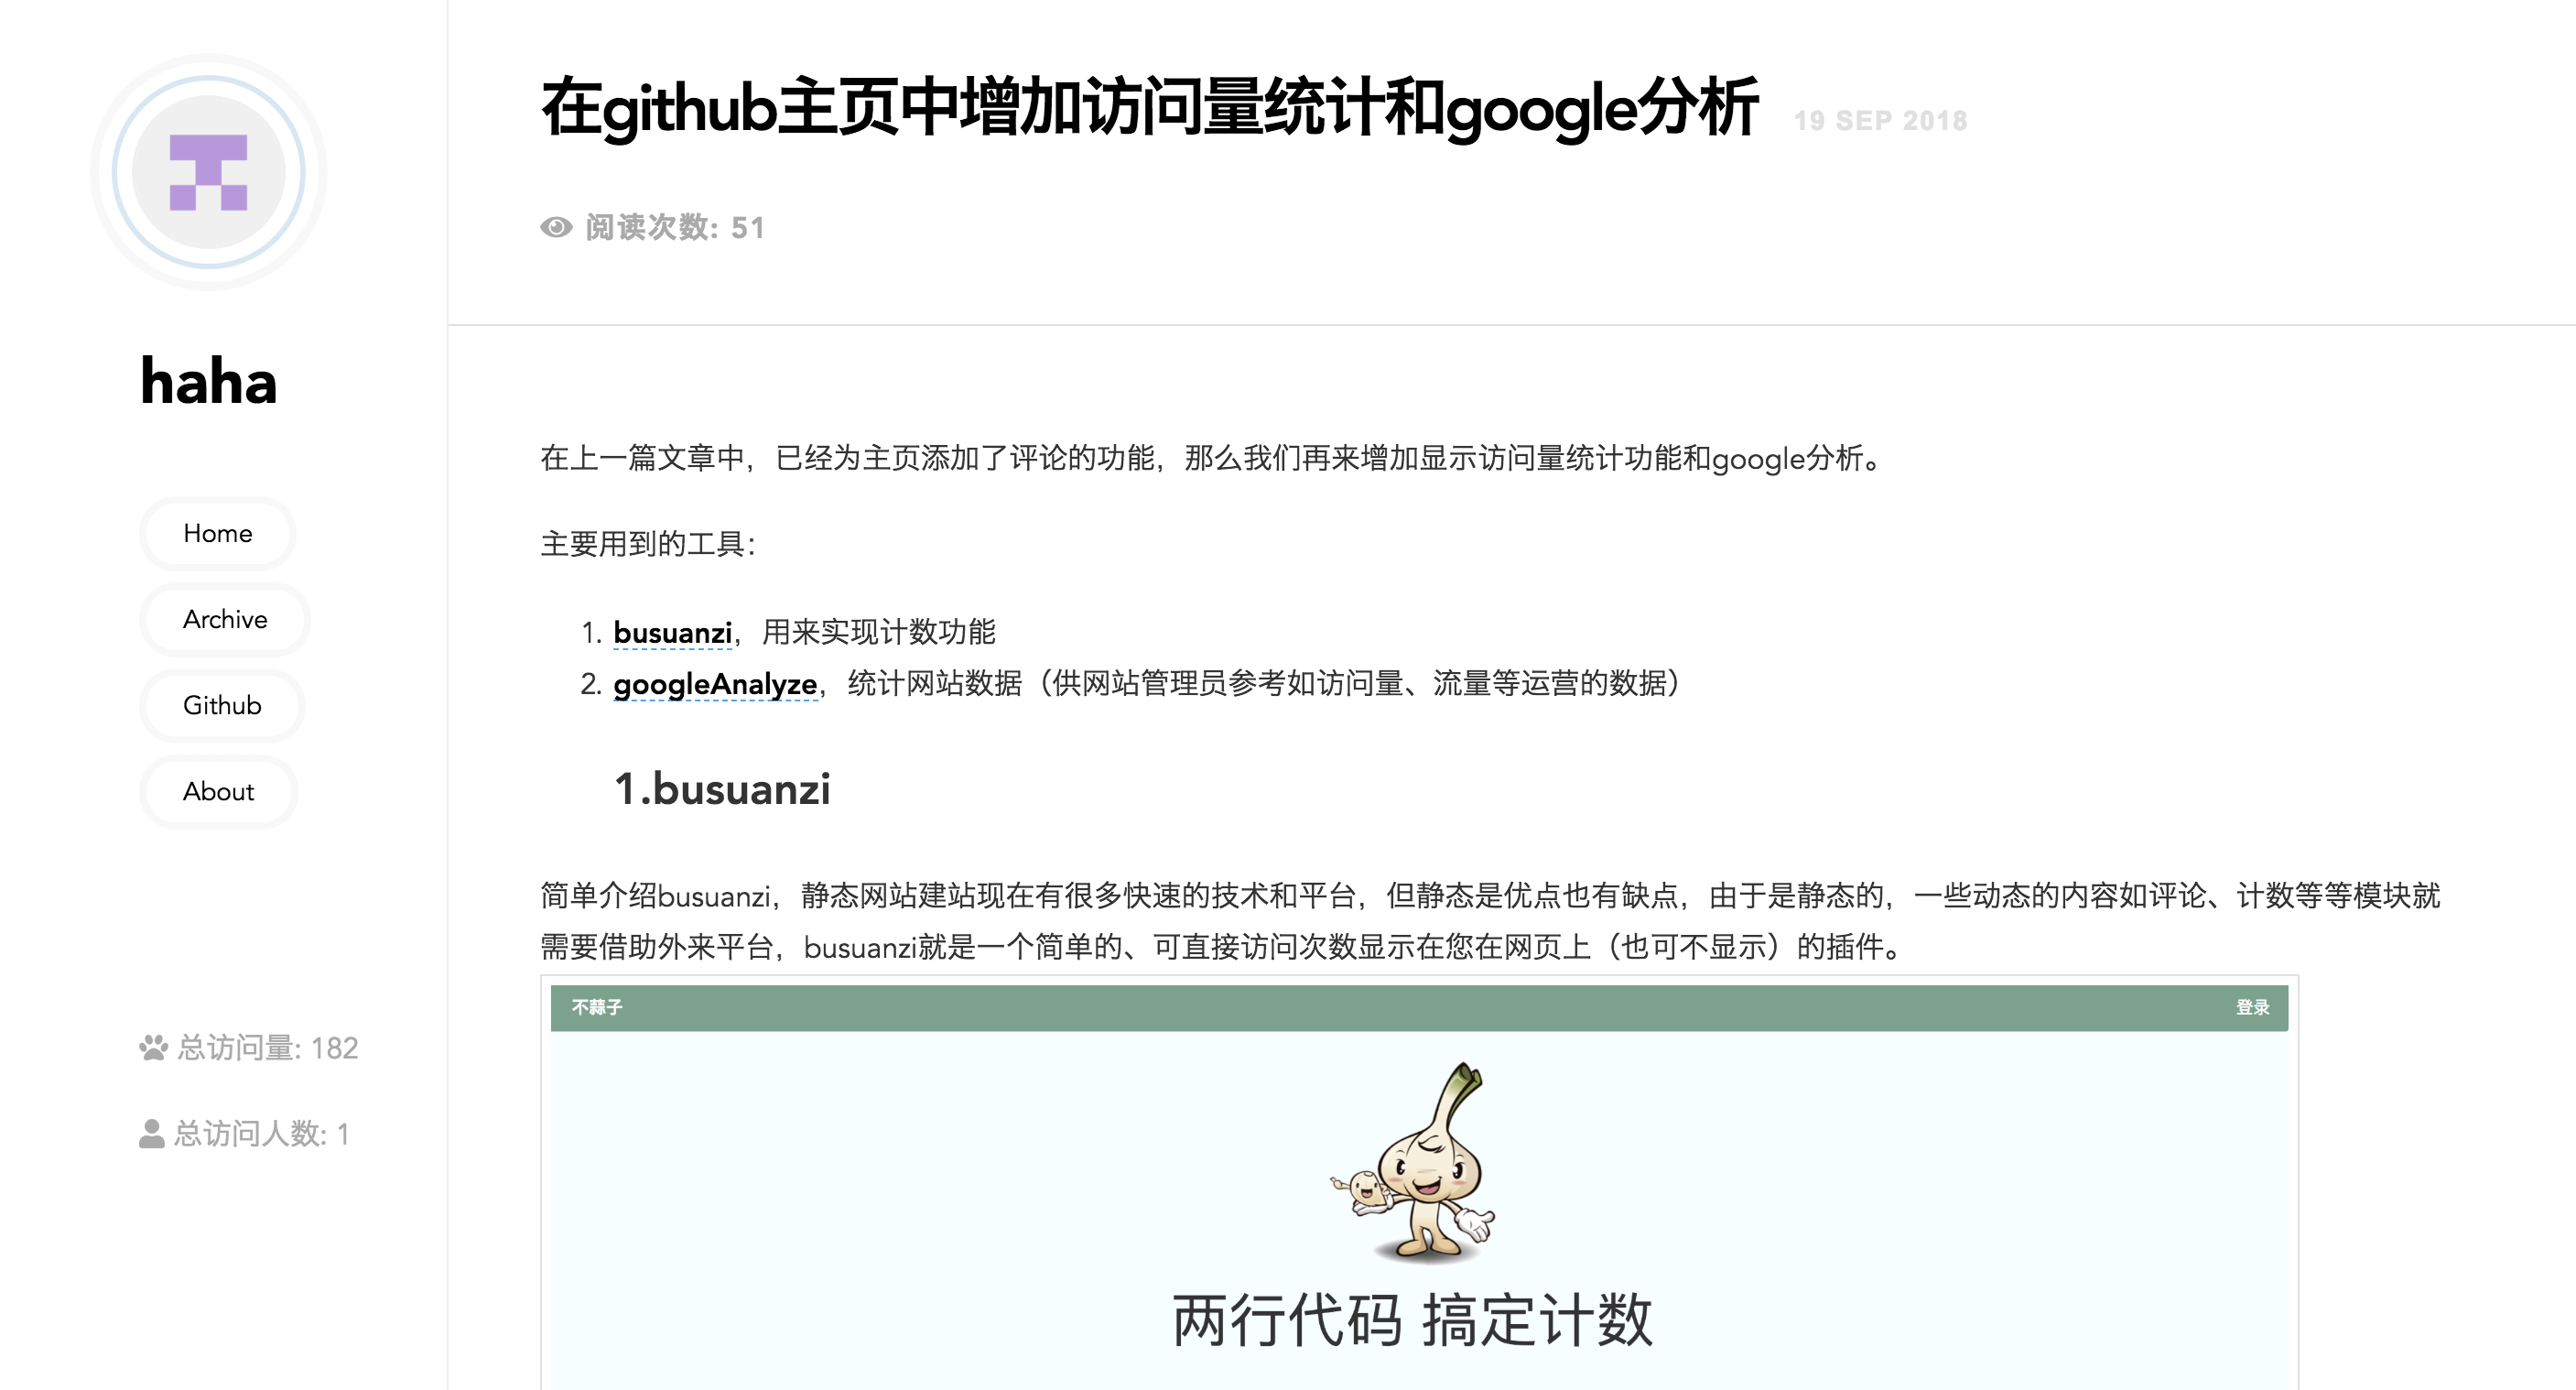 haha
Home
Archive
Github
About
总访问量: 182
总访问人数: 1
在github主页中增加访问量统计和google分析 19 SEP 2018
阅读次数: 51
在上一篇文章中，已经为主页添加了评论的功能，那么我们再来增加显示访问量统计功能和google分析。
主要用到的工具：
1. busuanzi，用来实现计数功能
2. googleAnalyze，统计网站数据（供网站管理员参考如访问量、流量等运营的数据）
1.busuanzi
简单介绍busuanzi，静态网站建站现在有很多快速的技术和平台，但静态是优点也有缺点，由于是静态的，一些动态的内容如评论、计数等等模块就
需要借助外来平台，busuanzi就是一个简单的、可直接访问次数显示在您在网页上（也可不显示）的插件。
不蒜子 登录
两行代码 搞定计数